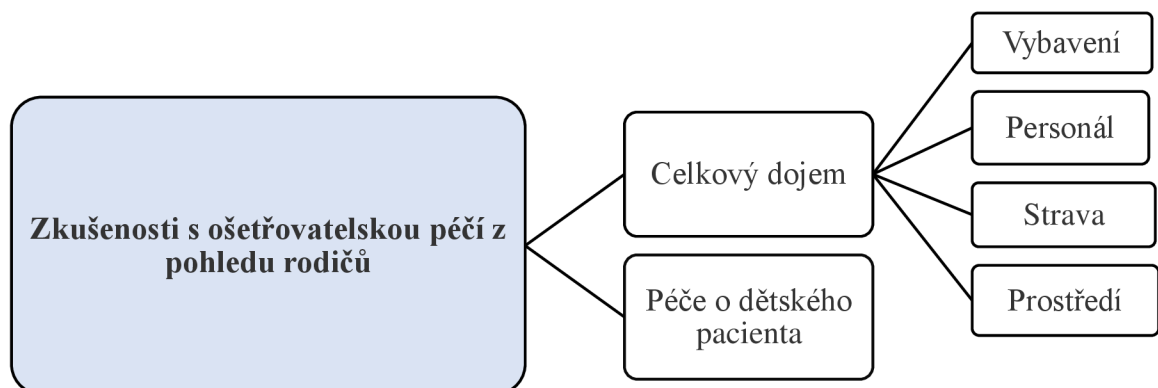 Zkušenosti s ošetřovatelskou péčí z
pohledu rodičů
Celkový dojem
Péče o dětského
pacienta
Vybavení
Personál
Strava
Prostředí